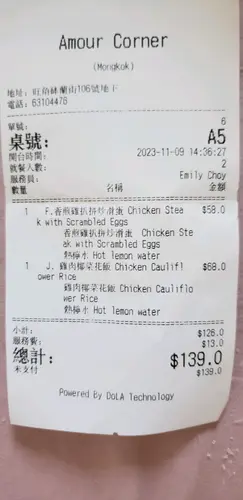 Amour Corner
(Mongkok)
地址: 旺角砵蘭街106號地下
電話: 63104478
單號: 6
桌號: A5
開台時間: 2023-11-09 14:36:27
就餐人數: 2
服務員: Emily Choy
數量 名稱 金額
1 F.香煎雞扒拼炒滑蛋 Chicken Stea $58.0
k with Scrambled Eggs
香煎雞扒拼炒滑蛋 Chicken Ste
ak with Scrambled Eggs
熱檸水 Hot lemon water
1 J. 雞肉椰菜花飯 Chicken Caulifl $68.0
ower Rice
雞肉椰菜花飯 Chicken Cauliflo
wer Rice
熱檸水 Hot lemon water
小計: $126.0
服務費: $13.0
總計: $139.0
未支付 $139.0
Powered By DoLA Technology